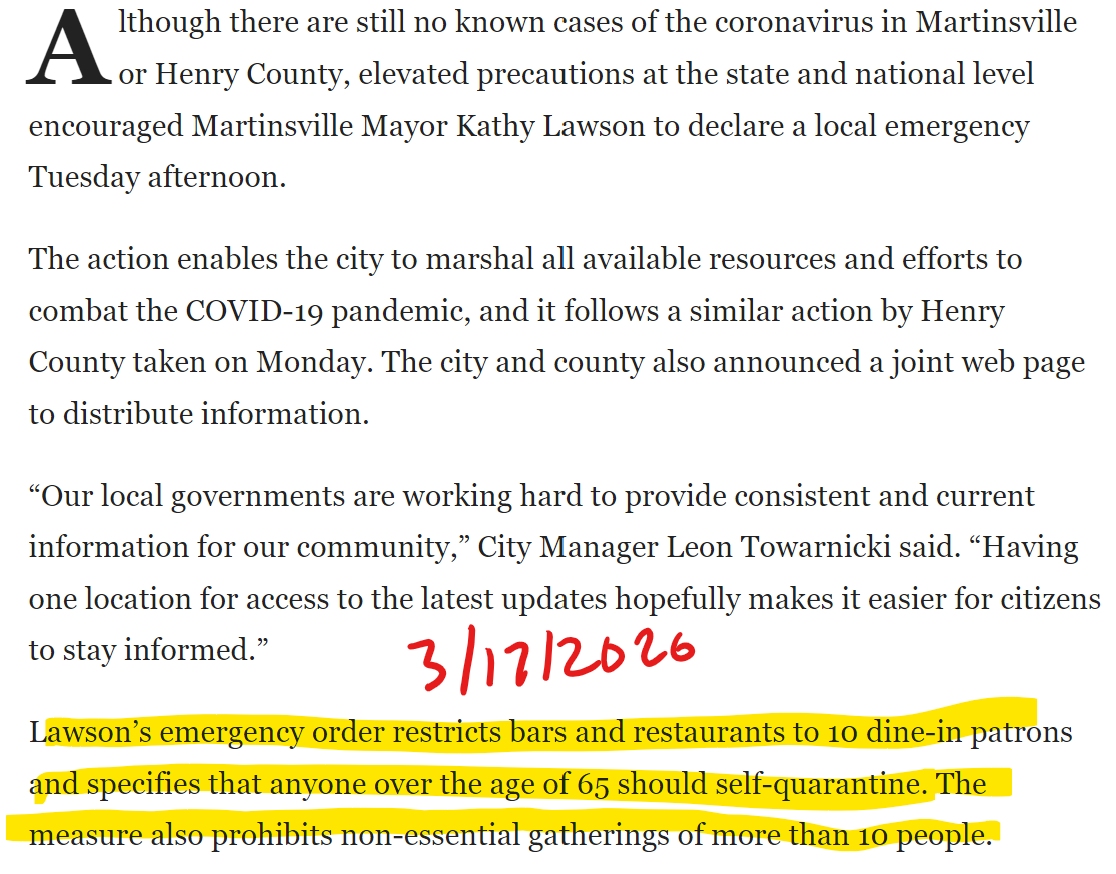 Although there are still no known cases of the coronavirus in Martinsville
or Henry County, elevated precautions at the state and national level
encouraged Martinsville Mayor Kathy Lawson to declare a local emergency
Tuesday afternoon.
The action enables the city to marshal all available resources and efforts to
combat the COVID-19 pandemic, and it follows a similar action by Henry
County taken on Monday. The city and county also announced a joint web page
to distribute information.
“Our local governments are working hard to provide consistent and current
information for our community,” City Manager Leon Towarnicki said. “Having
one location for access to the latest updates hopefully makes it easier for citizens
to stay informed.”
3/17/2020
Lawson’s emergency order restricts bars and restaurants to 10 dine-in patrons
and specifies that anyone over the age of 65 should self-quarantine. The
measure also prohibits non-essential gatherings of more than 10 people.